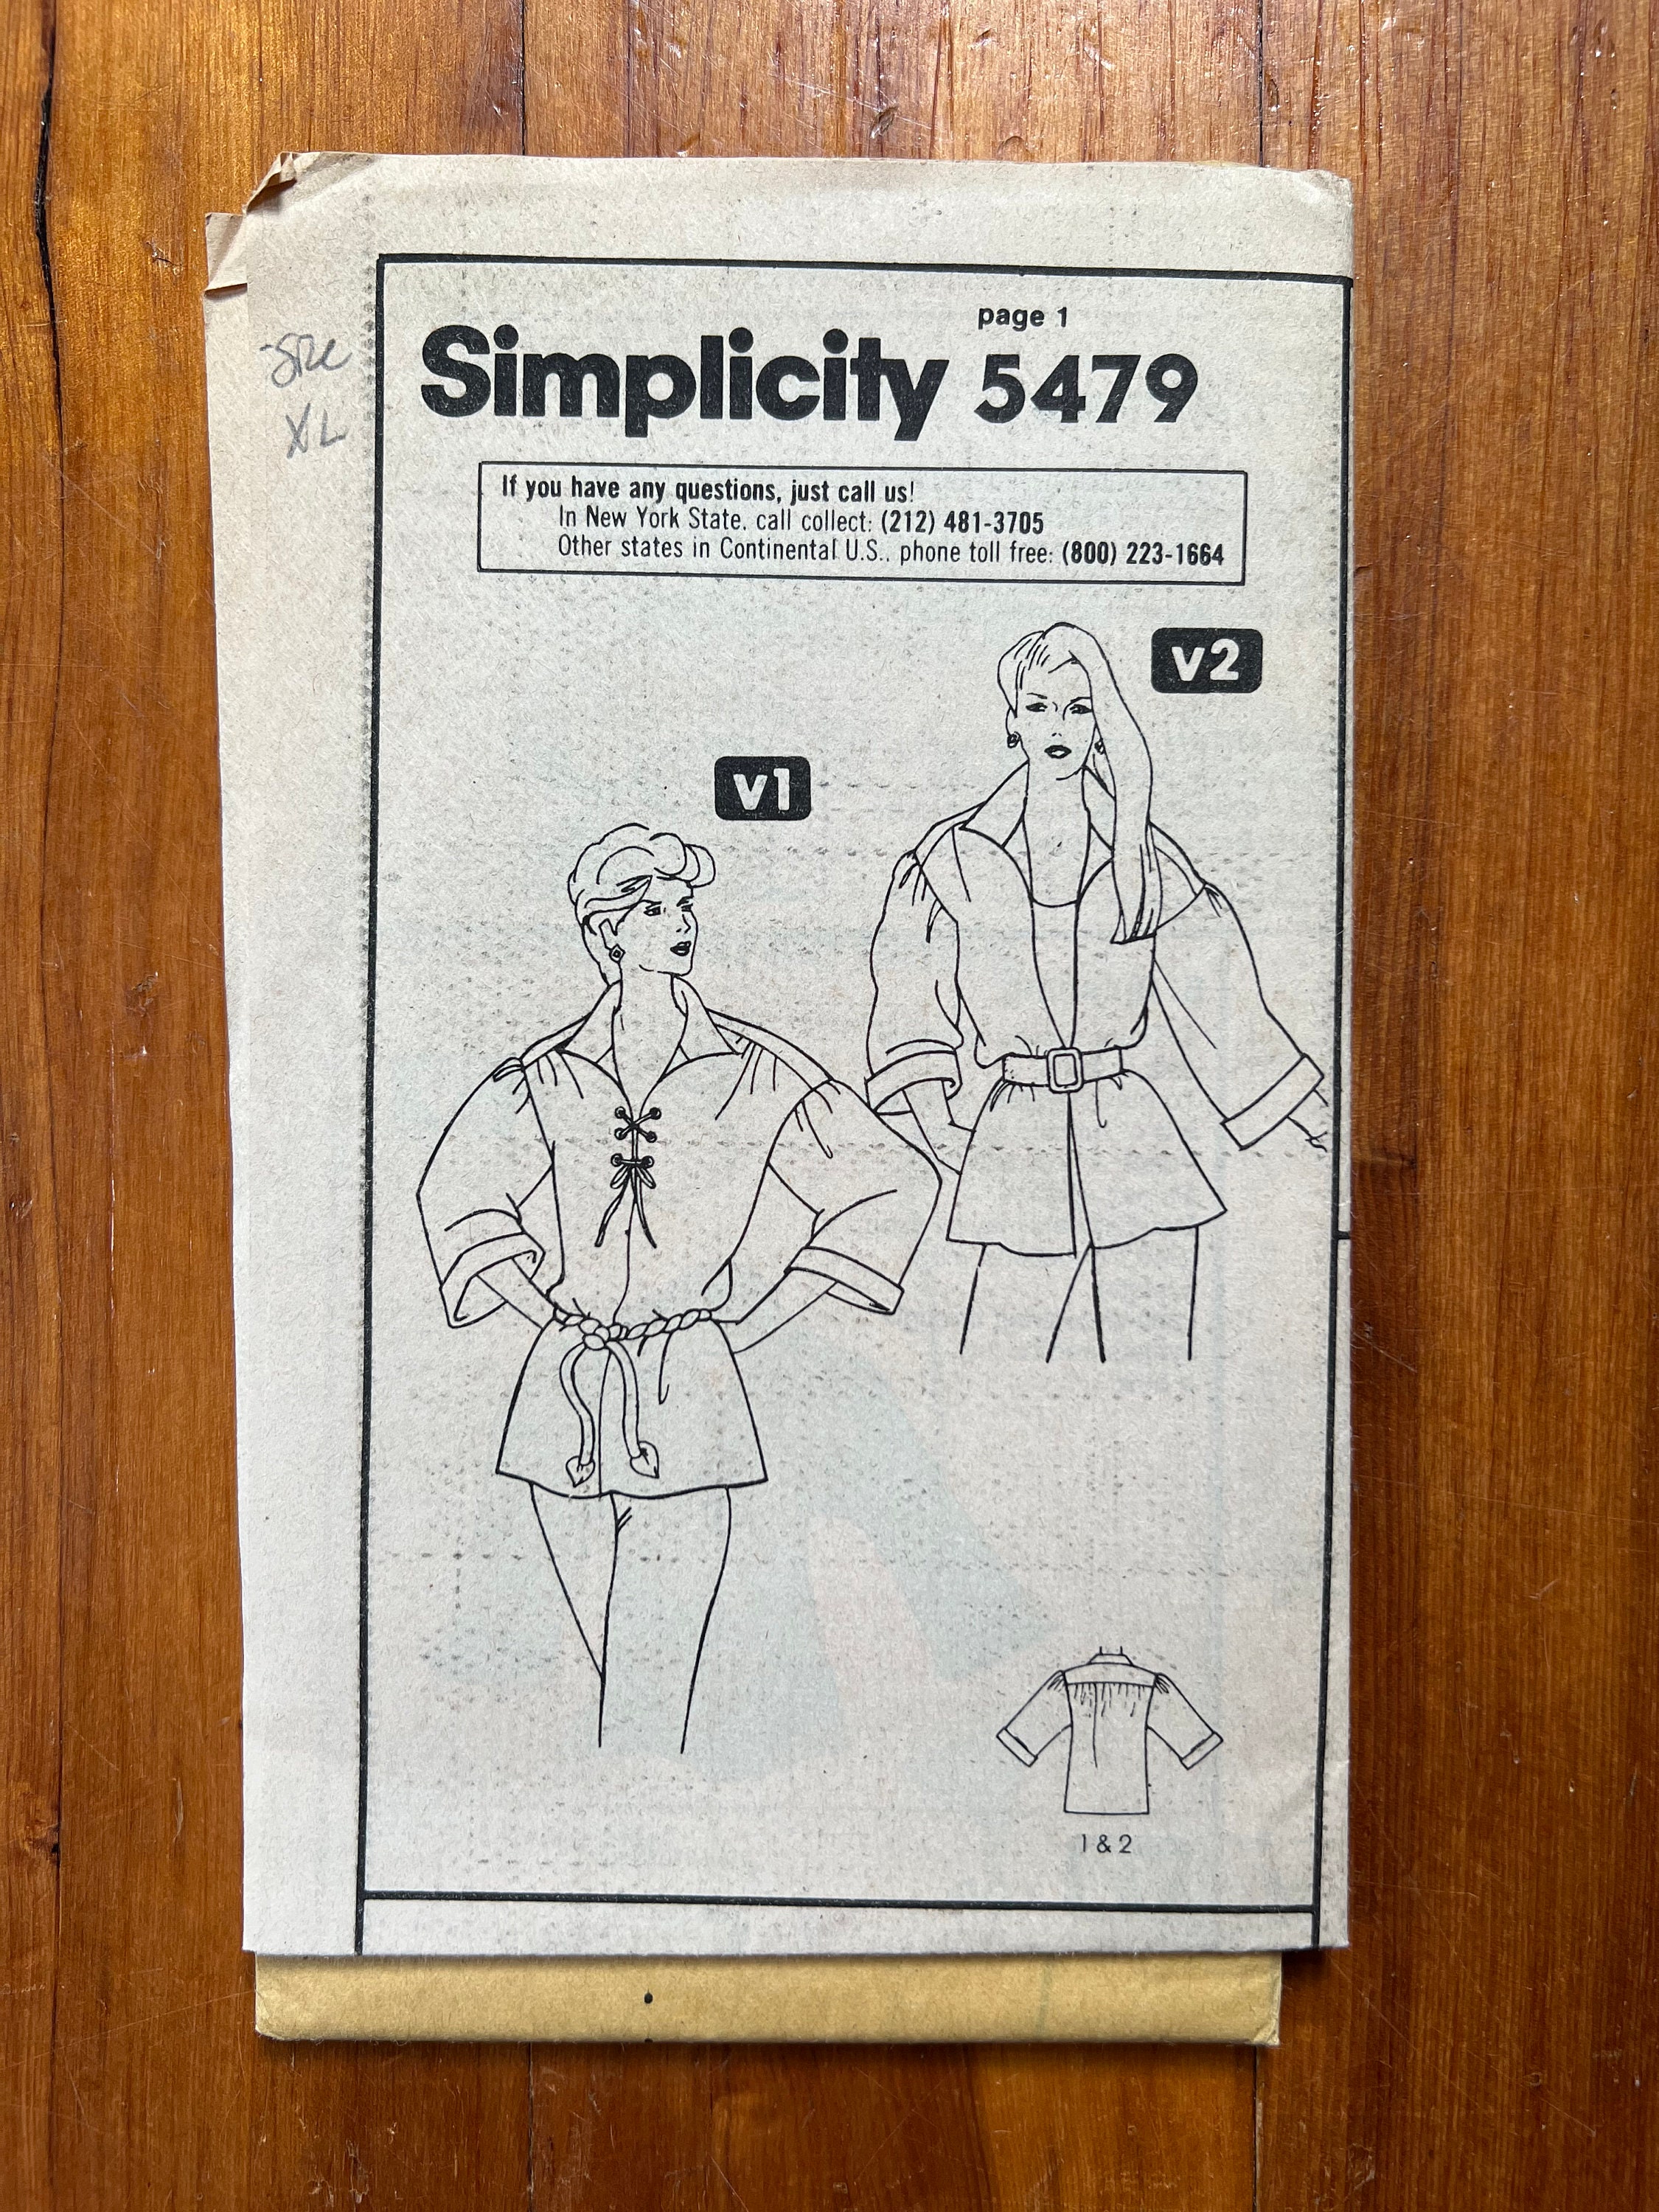 page 1
Simplicity 5479
size
XL
If you have any questions, just call us!
In New York State. call collect: (212) 481-3705
Other states in Continental U.S.. phone toll free: (800) 223-1664
v2
v1
1 & 2